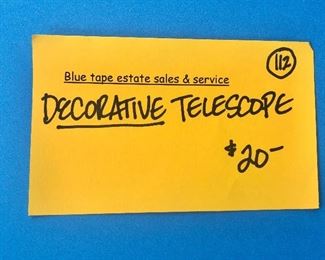 112
Blue tape estate sales & service
DECORATIVE TELESCOPE
$20-